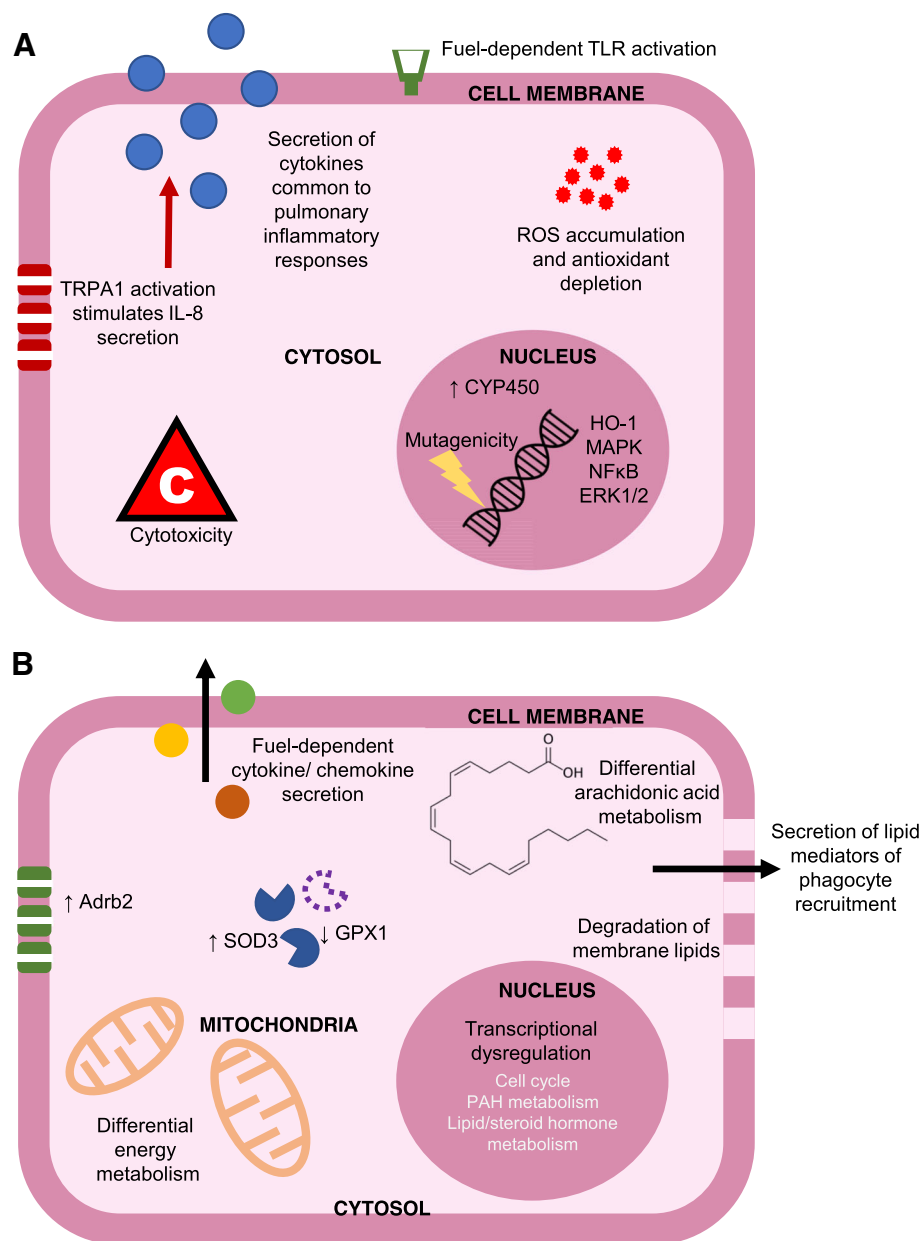 A
Fuel-dependent TLR activation
CELL MEMBRANE
Secretion of
cytokines
common to
pulmonary
inflammatory
responses
ROS accumulation
and antioxidant
depletion
TRPA1 activation
stimulates IL-8
secretion
CYTOSOL
NUCLEUS
↑ CYP450
Mutagenicity
HO-1
MAPK
NFκB
ERK1/2
C
Cytotoxicity
B
CELL MEMBRANE
Fuel-dependent
cytokine/ chemokine
secretion
O
OH
Differential
arachidonic acid
metabolism
Secretion of lipid
mediators of
phagocyte
recruitment
↑ Adrb2
↑ SOD3
↓ GPX1
Degradation of
membrane lipids
NUCLEUS
Transcriptional
dysregulation
Cell cycle
PAH metabolism
Lipid/steroid hormone
metabolism
MITOCHONDRIA
Differential
energy
metabolism
CYTOSOL